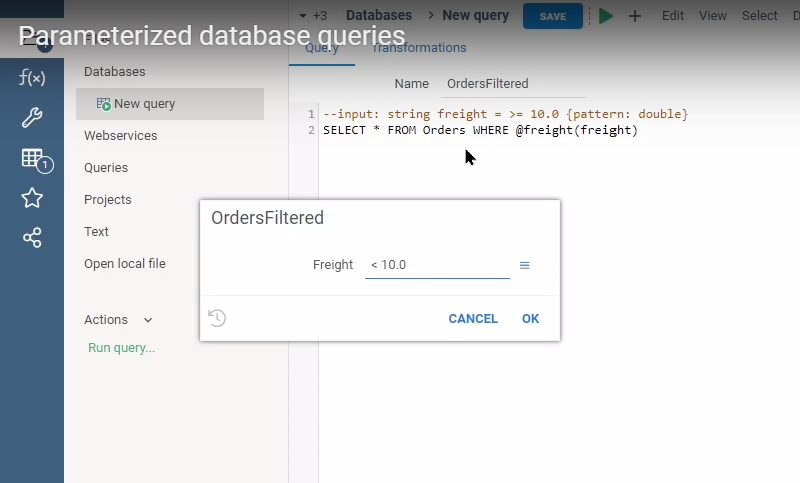 Parameterized database queries
+3 Databases > New query SAVE + Edit View Select D
Query Transformations
Name OrdersFiltered
f(x)
Databases
New query
Webservices
Queries
Projects
Text
Open local file
Actions
Run query...
1
1 --input: string freight = >= 10.0 {pattern: double}
2 SELECT * FROM Orders WHERE @freight(freight)
OrdersFiltered
Freight < 10.0
CANCEL OK